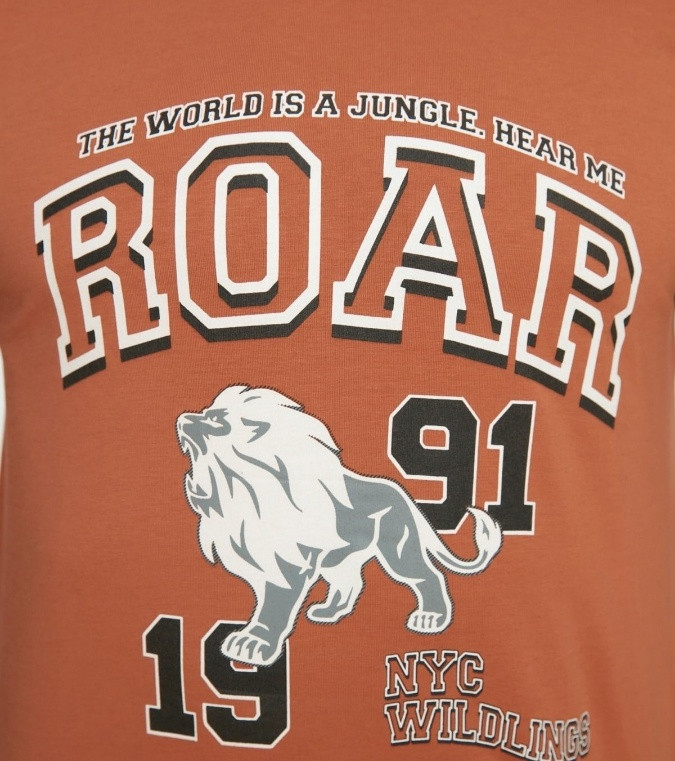 THE WORLD IS A JUNGLE. HEAR ME
ROAR
91
19
NYC
WILDLINGS